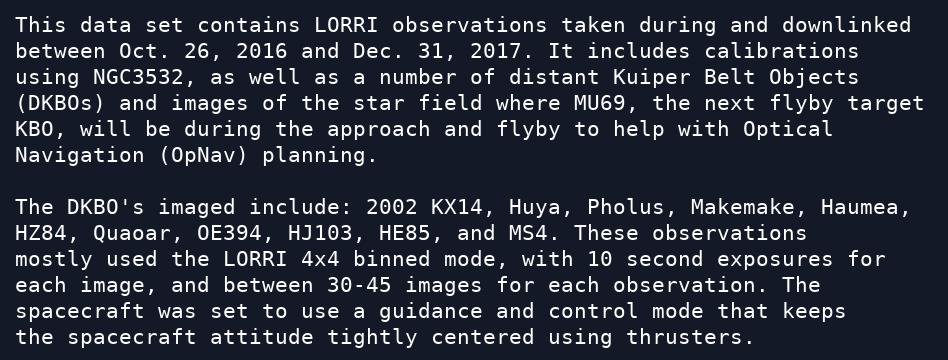 This data set contains LORRI observations taken during and downlinked
between Oct. 26, 2016 and Dec. 31, 2017. It includes calibrations
using NGC3532, as well as a number of distant Kuiper Belt Objects
(DKBOs) and images of the star field where MU69, the next flyby target
KBO, will be during the approach and flyby to help with Optical
Navigation (OpNav) planning.

The DKBO's imaged include: 2002 KX14, Huya, Pholus, Makemake, Haumea,
HZ84, Quaoar, OE394, HJ103, HE85, and MS4. These observations
mostly used the LORRI 4x4 binned mode, with 10 second exposures for
each image, and between 30-45 images for each observation. The
spacecraft was set to use a guidance and control mode that keeps
the spacecraft attitude tightly centered using thrusters.